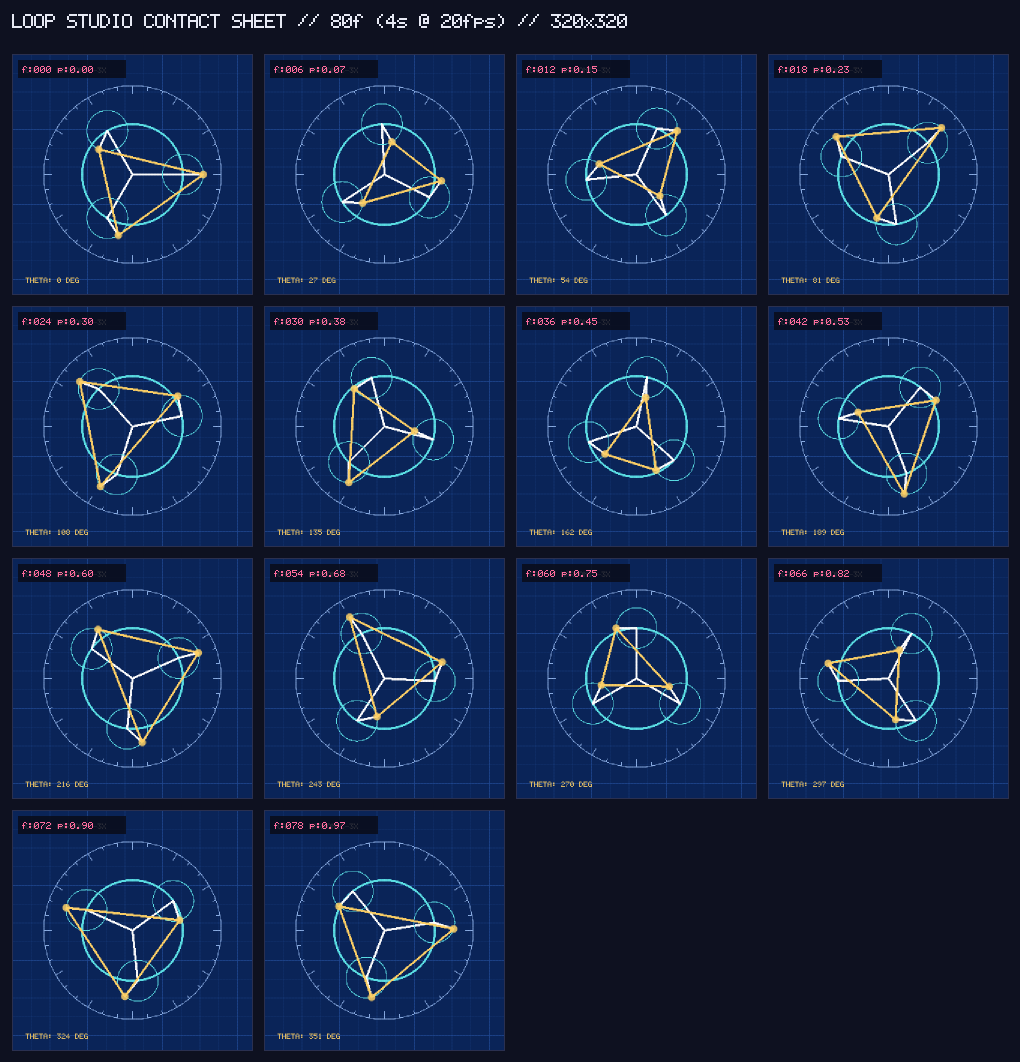 LOOP STUDIO CONTACT SHEET // 80f (4s @ 20fps) // 320x320
f:000 p:0.00
THETA: 0 DEG
f:006 p:0.07
THETA: 27 DEG
f:012 p:0.15
THETA: 54 DEG
f:018 p:0.23
THETA: 81 DEG
f:024 p:0.30
THETA: 108 DEG
f:030 p:0.38
THETA: 135 DEG
f:036 p:0.45
THETA: 162 DEG
f:042 p:0.53
THETA: 189 DEG
f:048 p:0.60
THETA: 216 DEG
f:054 p:0.68
THETA: 243 DEG
f:060 p:0.75
THETA: 270 DEG
f:066 p:0.82
THETA: 297 DEG
f:072 p:0.90
THETA: 324 DEG
f:078 p:0.97
THETA: 351 DEG